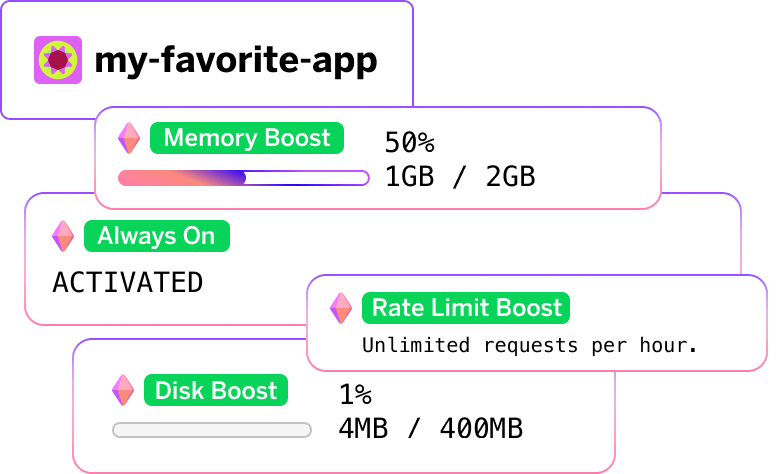 my-favorite-app
Memory Boost
50%
1GB / 2GB
Always On
ACTIVATED
Rate Limit Boost
Unlimited requests per hour.
Disk Boost
1%
4MB / 400MB